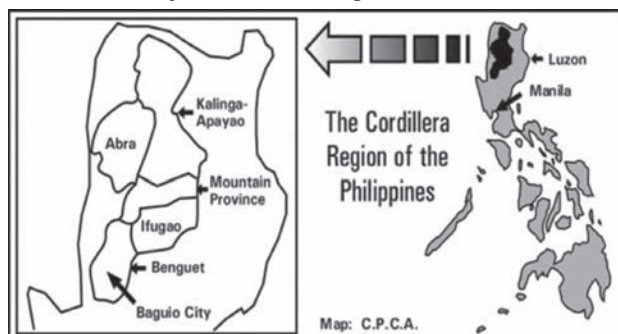 Kalinga-
Apayao
Abra
Mountain
Province
Ifugao
Benguet
Baguio City
Luzon
Manila
The Cordillera
Region of the
Philippines
Map: C.P.C.A.